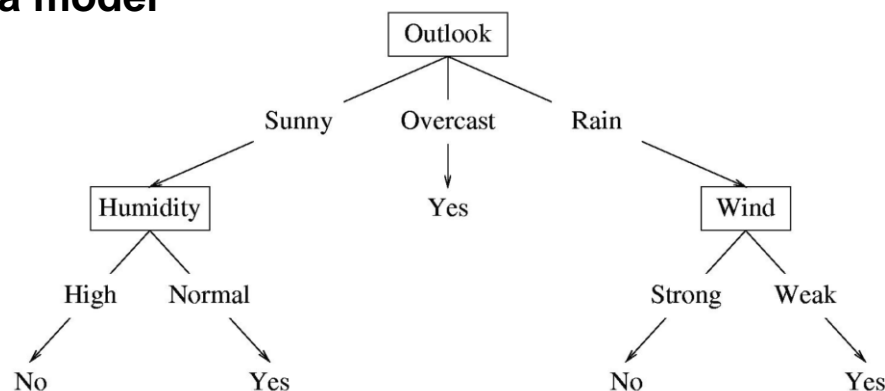 a model
Outlook
Sunny Overcast Rain
Humidity Yes Wind
High Normal Strong Weak
No Yes No Yes